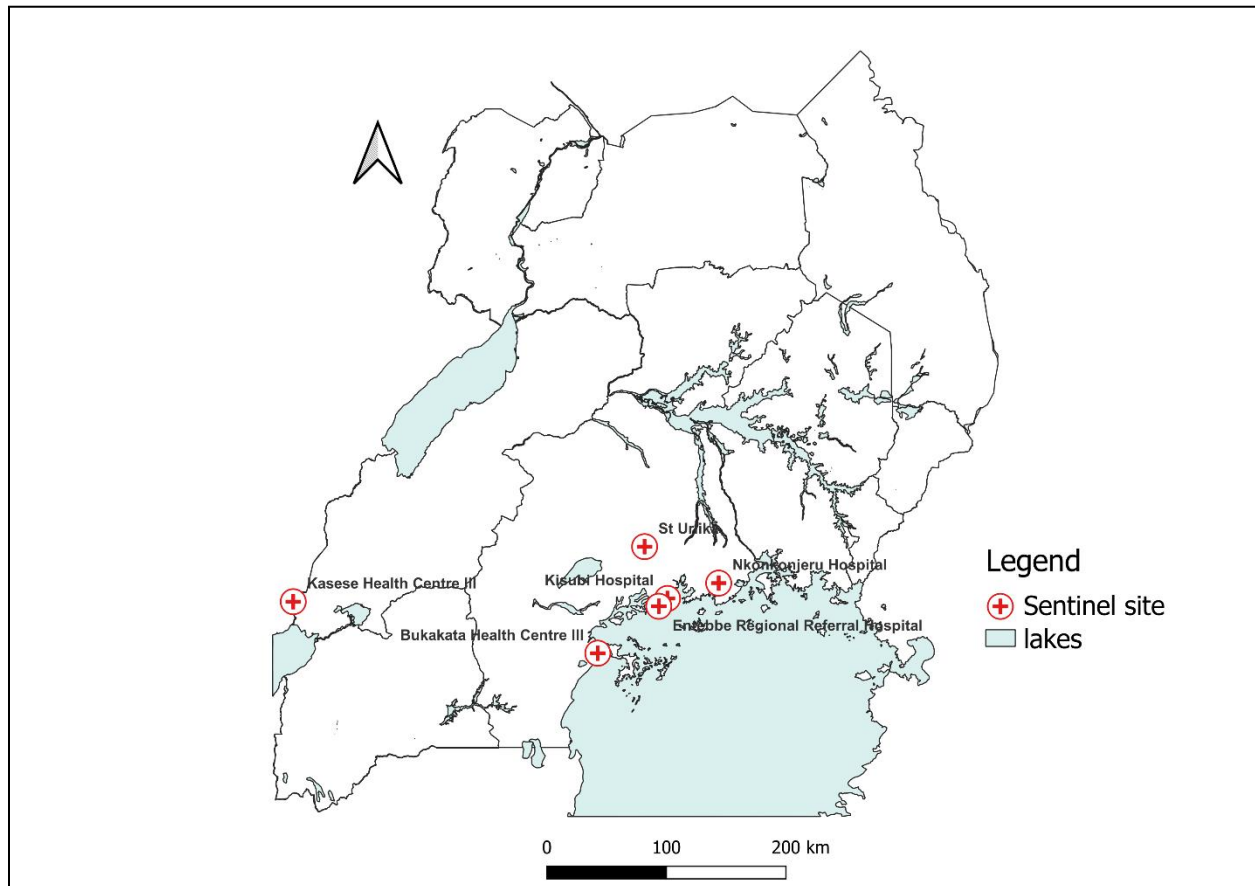 St Urlika
Nkonkonjeru Hospital
Kisubi Hospital
Kasese Health Centre III
Entebbe Regional Referral Hospital
Bukakata Health Centre III
Legend
Sentinel site
lakes
0 100 200 km